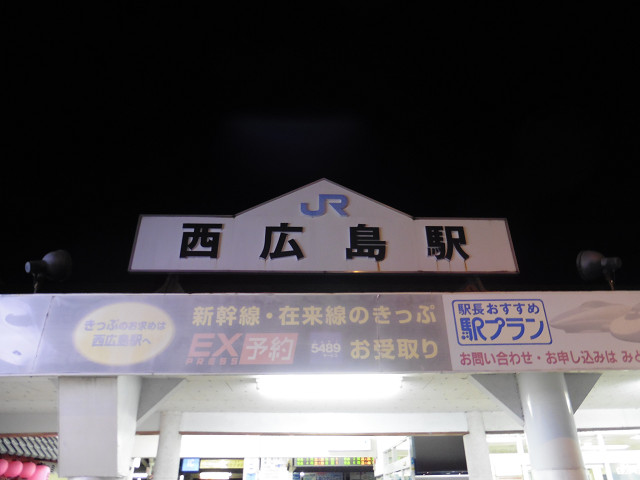 JR
西広島駅
きっぷのお求めは
西広島駅へ
新幹線・在来線のきっぷ
EX予約 5489 お受取り
駅長おすすめ
駅プラン
お問い合わせ・お申し込みは みど